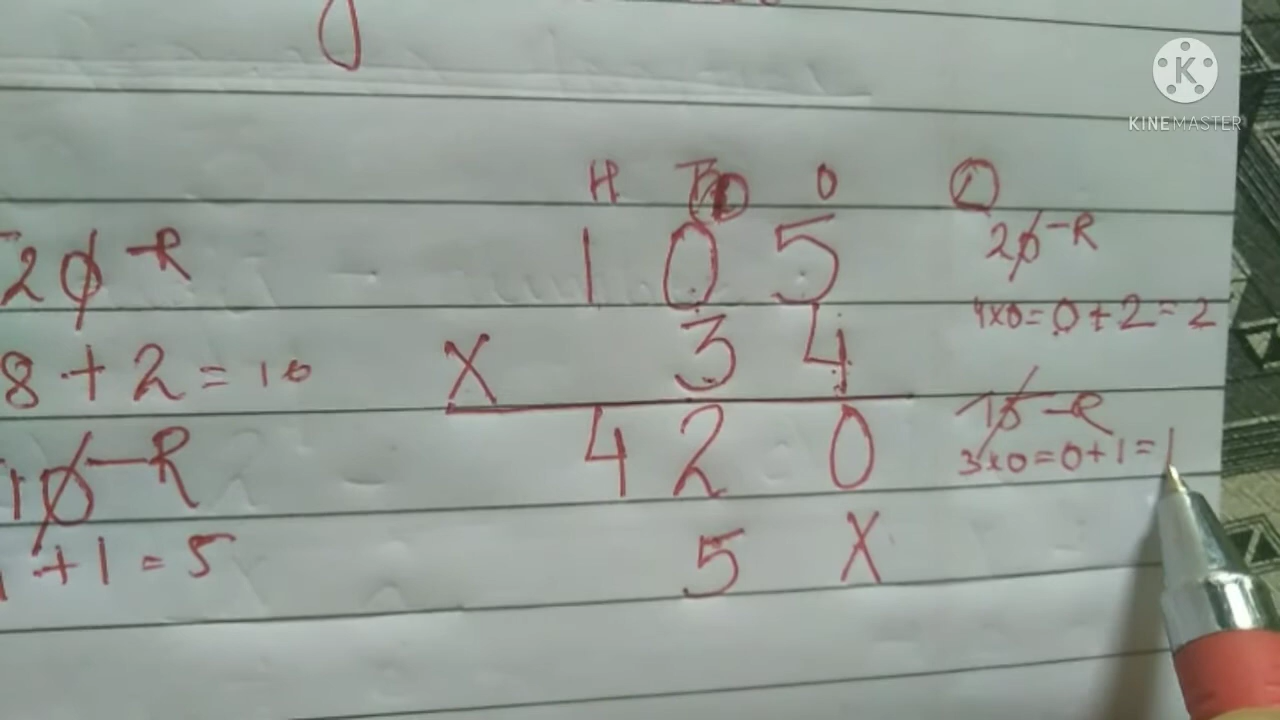 KINEMASTER
H T O
20-R 1 0 5 20-R
4x0=0+2=2
8+2=10 X 3 4
10-R 4 2 0 15-R
3x0=0+1=1
+1=5 5 X